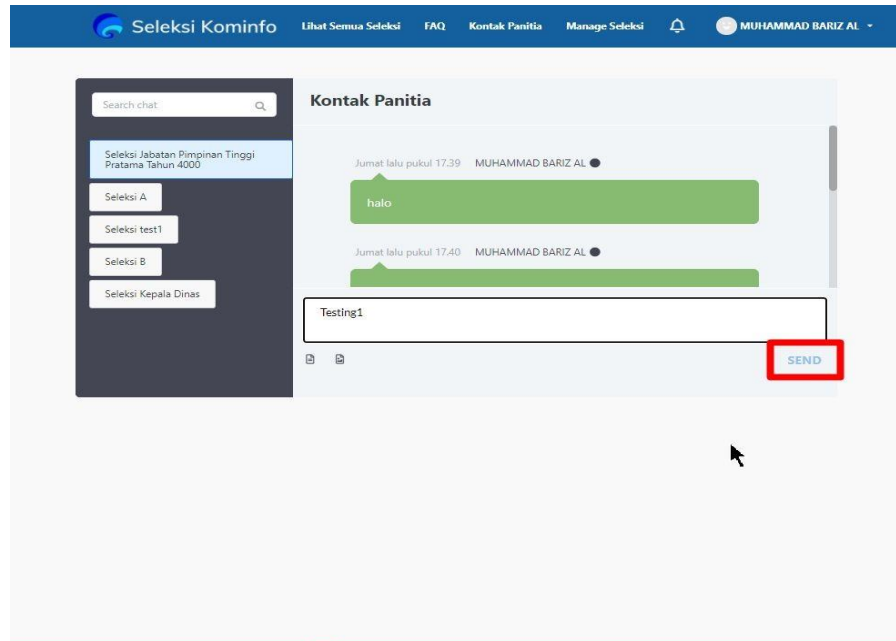 Seleksi Kominfo
Lihat Semua Seleksi
FAQ
Kontak Panitia
Manage Seleksi
MUHAMMAD BARIZ AL
Search chat
Seleksi Jabatan Pimpinan Tinggi
Pratama Tahun 4000
Seleksi A
Seleksi test1
Seleksi B
Seleksi Kepala Dinas
Kontak Panitia
Jumat lalu pukul 17.39 MUHAMMAD BARIZ AL
halo
Jumat lalu pukul 17.40 MUHAMMAD BARIZ AL
Testing1
SEND